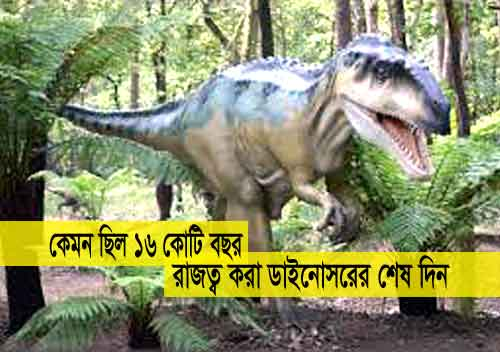 কেমন ছিল ১৬ কোটি বছর
রাজত্ব করা ডাইনোসরের শেষ দিন